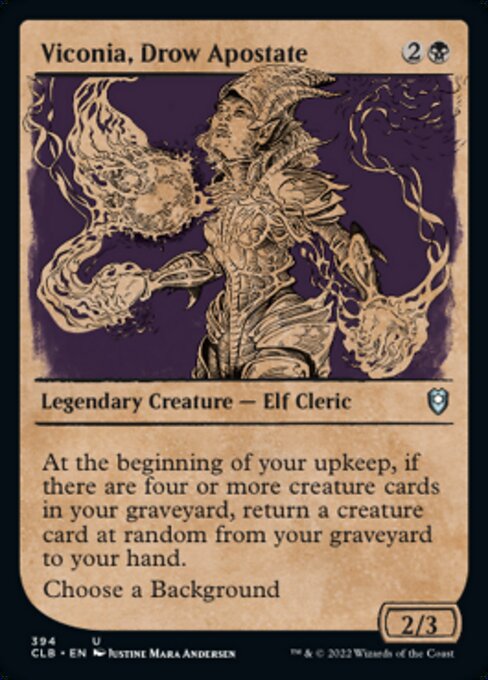 Viconia, Drow Apostate 2
Legendary Creature — Elf Cleric
At the beginning of your upkeep, if
there are four or more creature cards
in your graveyard, return a creature
card at random from your graveyard
to your hand.
Choose a Background
2/3
394 U
CLB • EN Justine Mara Andersen
™ & © 2022 Wizards of the Coast